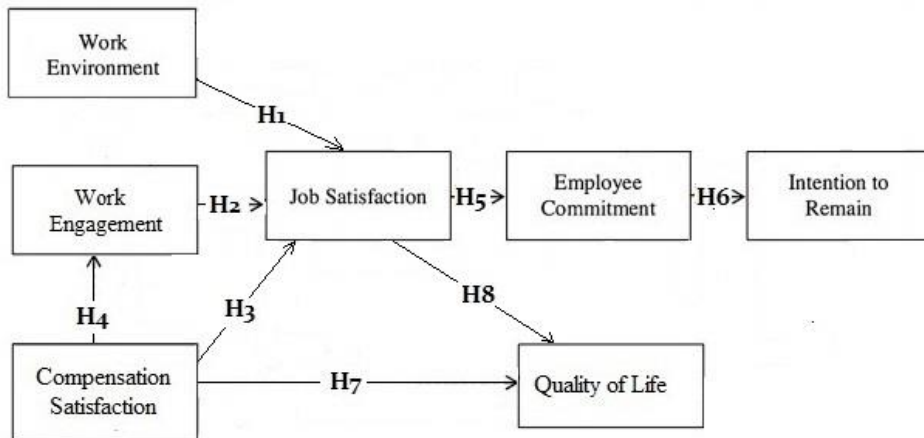 Work
Environment
H1
Work
Engagement
H2
Job Satisfaction
H5
Employee
Commitment
H6
Intention to
Remain
H4
H3
H8
Compensation
Satisfaction
H7
Quality of Life